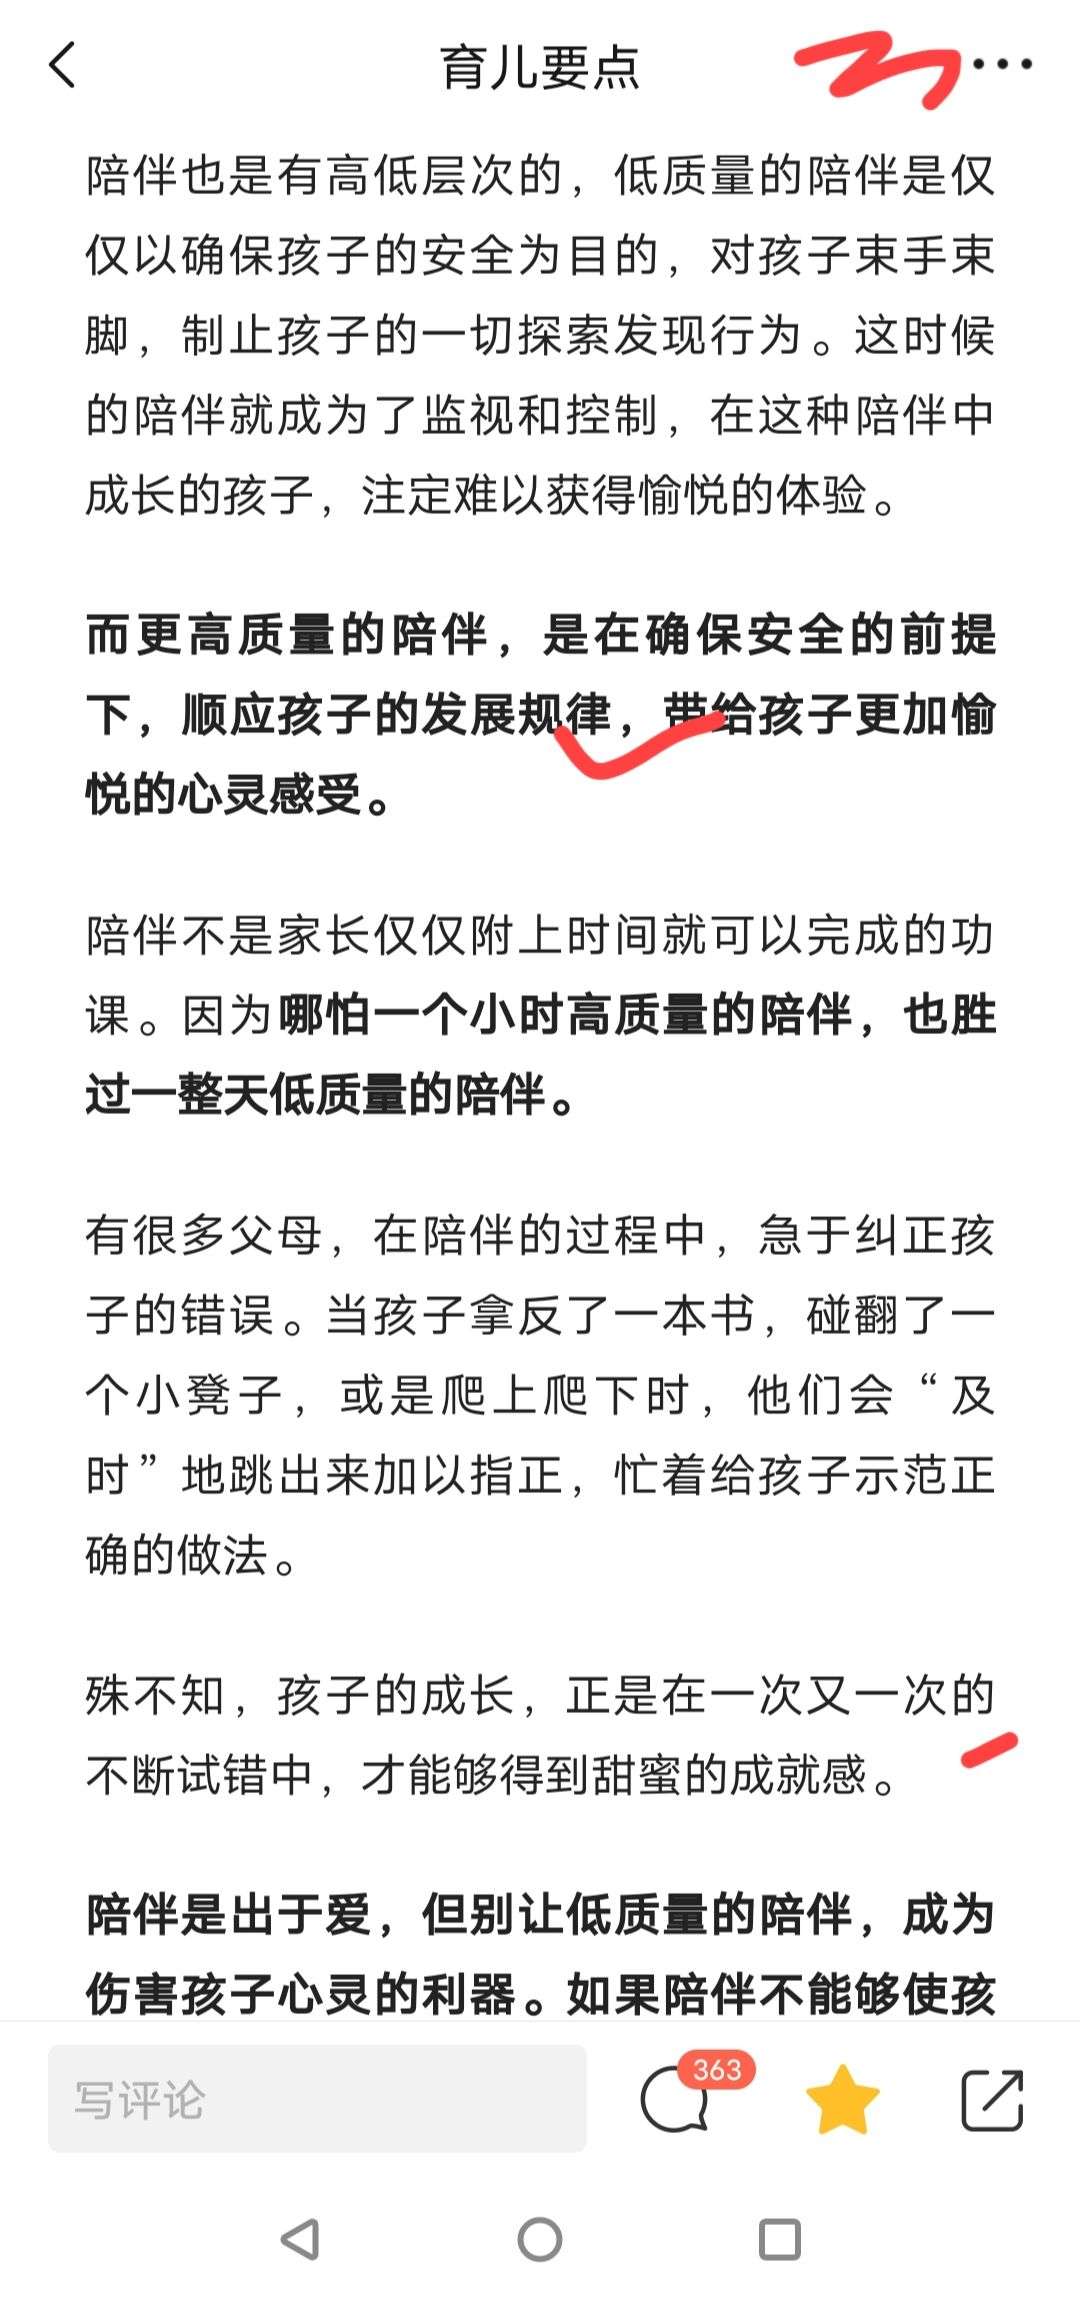 育儿要点
陪伴也是有高低层次的，低质量的陪伴是仅
仅以确保孩子的安全为目的，对孩子束手束
脚，制止孩子的一切探索发现行为。这时候
的陪伴就成为了监视和控制，在这种陪伴中
成长的孩子，注定难以获得愉悦的体验。
而更高质量的陪伴，是在确保安全的前提
下，顺应孩子的发展规律，带给孩子更加愉
悦的心灵感受。
陪伴不是家长仅仅附上时间就可以完成的功
课。因为哪怕一个小时高质量的陪伴，也胜
过一整天低质量的陪伴。
有很多父母，在陪伴的过程中，急于纠正孩
子的错误。当孩子拿反了一本书，碰翻了一
个小凳子，或是爬上爬下时，他们会“及
时”地跳出来加以指正，忙着给孩子示范正
确的做法。
殊不知，孩子的成长，正是在一次又一次的
不断试错中，才能够得到甜蜜的成就感。
陪伴是出于爱，但别让低质量的陪伴，成为
伤害孩子心灵的利器。如果陪伴不能够使孩
写评论
363